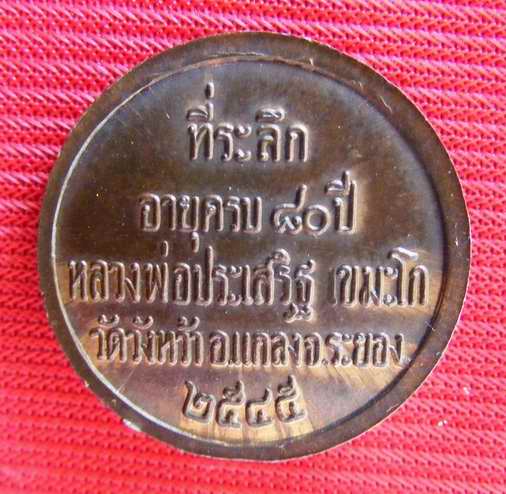 ที่ระลึก
อายุครบ ๘๐ ปี
หลวงพ่อประเสริฐ เขมะโก
วัดวังหว้า อ.แกลง จ.ระยอง
๒๕๔๕